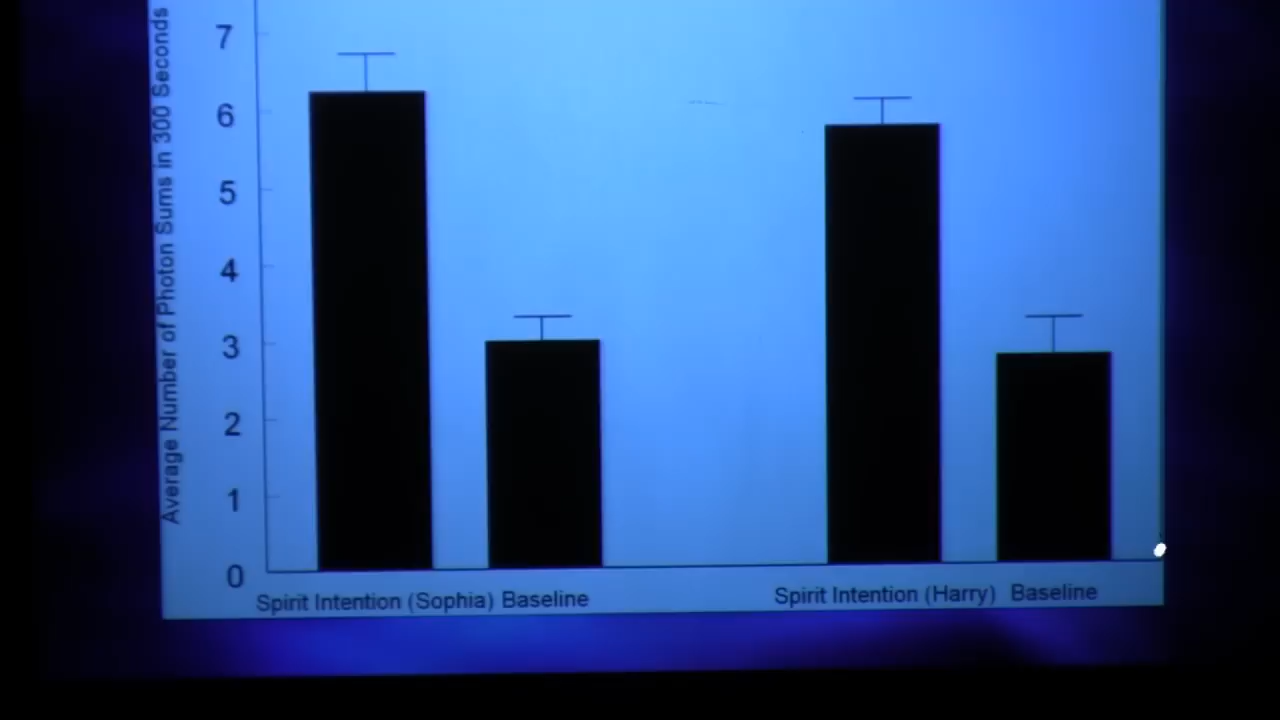 Average Number of Photon Sums in 300 Seconds
7
6
5
4
3
2
1
0
Spirit Intention (Sophia) Baseline
Spirit Intention (Harry) Baseline